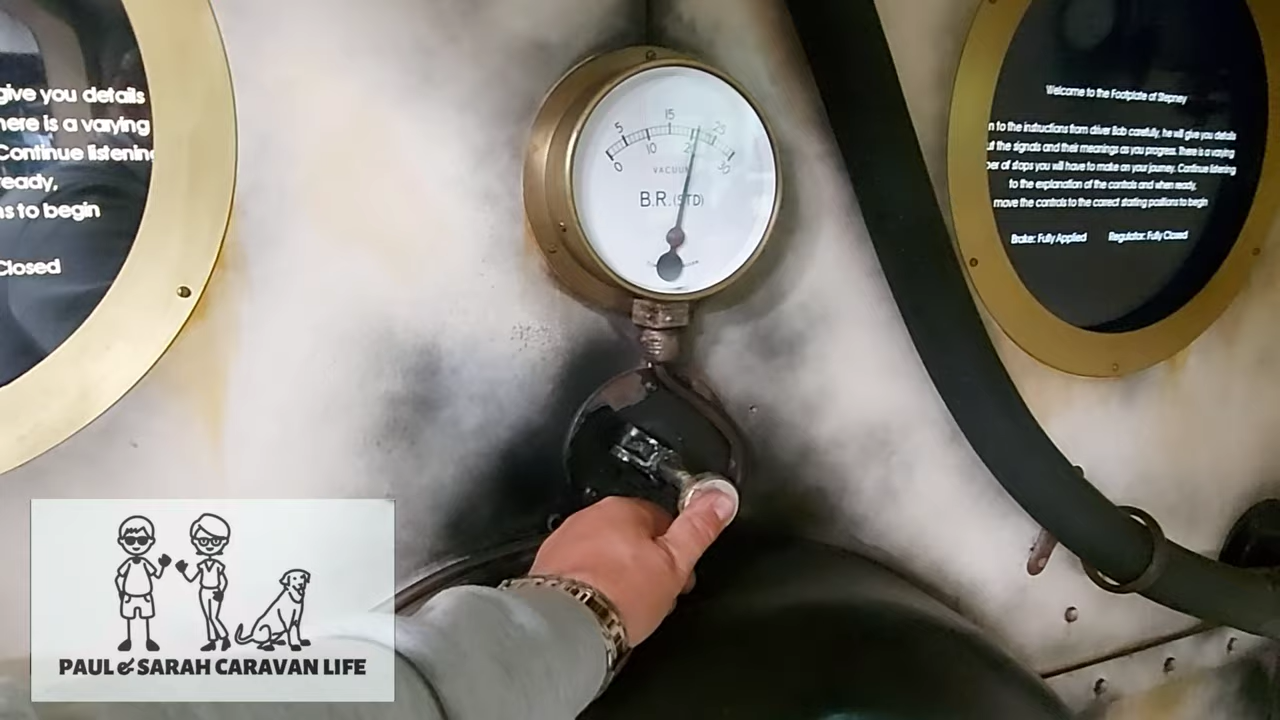 give you details
here is a varying
Continue listening
ready,
ns to begin
Closed
0
5
10
15
25
30
VACUUM
B.R. (STD)
Welcome to the Footplate of Stepney
n to the instructions from driver Bob carefully, he will give you details
of the signals and their meanings as you progress. There is a varying
ber of stops you will have to make on your journey. Continue listening
to the explanation of the controls and when ready,
move the controls to the correct starting positions to begin
Brake: Fully Applied Regulator: Fully Closed
PAUL & SARAH CARAVAN LIFE